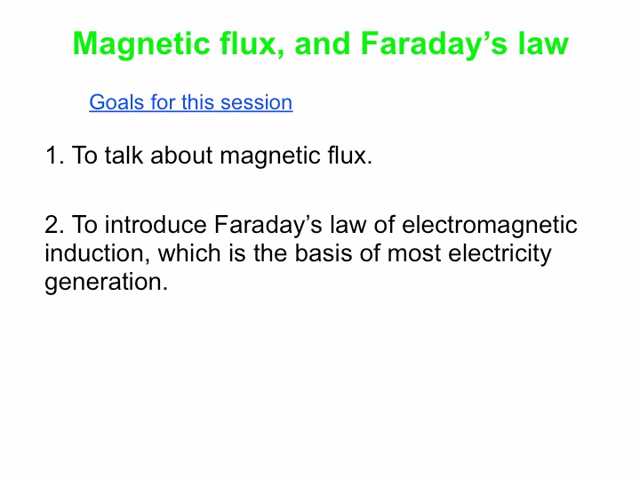 Magnetic flux, and Faraday’s law
Goals for this session
1. To talk about magnetic flux.
2. To introduce Faraday’s law of electromagnetic
induction, which is the basis of most electricity
generation.